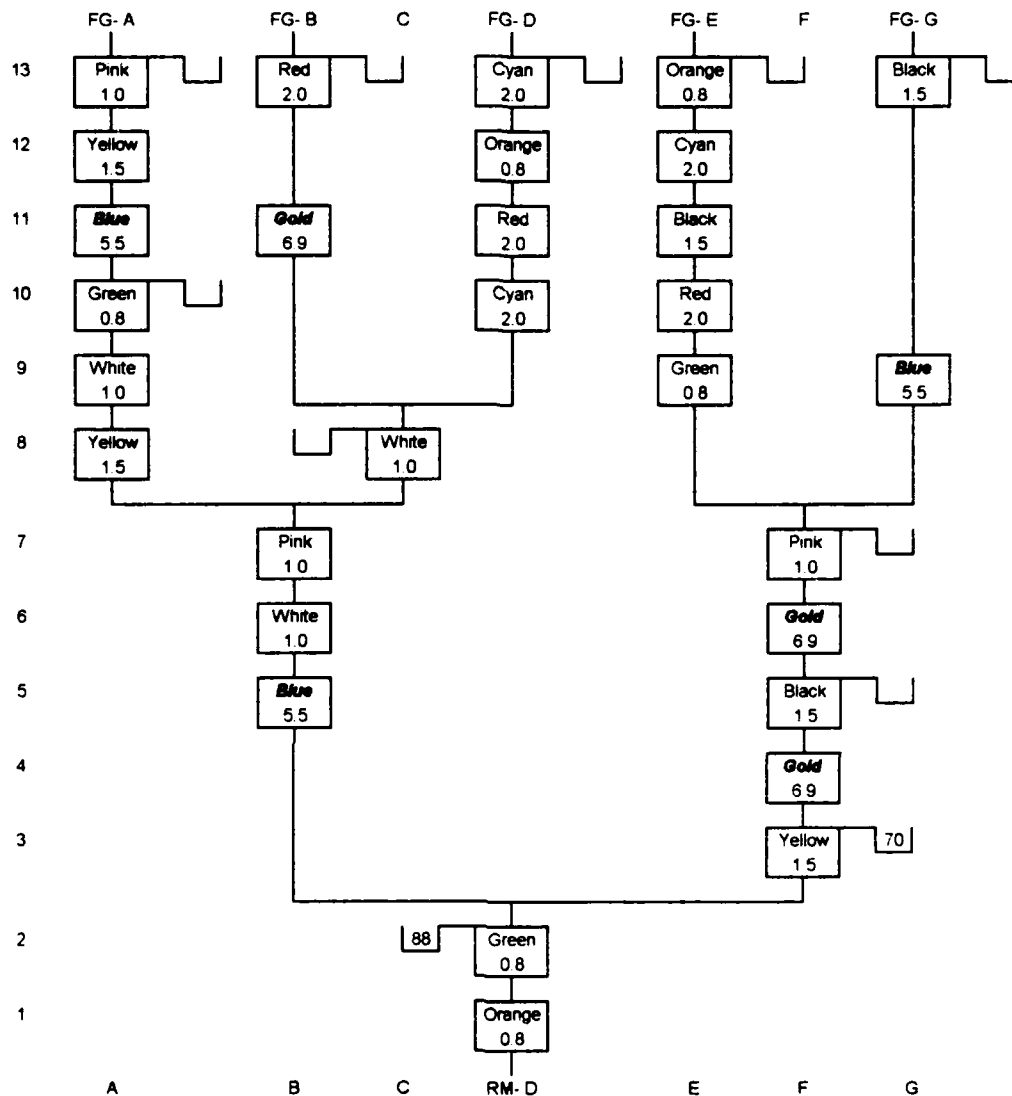 FG- A FG- B C FG- D FG- E F FG- G
13 Pink Red Cyan Orange Black
1.0 2.0 2.0 0.8 1.5
12 Yellow Orange Cyan
1.5 0.8 2.0
11 Blue Gold Red Black
5.5 6.9 2.0 1.5
10 Green Cyan Red
0.8 2.0 2.0
9 White Green Blue
1.0 0.8 5.5
8 Yellow White
1.5 1.0
7 Pink Pink
1.0 1.0
6 White Gold
1.0 6.9
5 Blue Black
5.5 1.5
4 Gold
6.9
3 Yellow 70
1.5
2 88 Green
0.8
1 Orange
0.8
A B C RM- D E F G